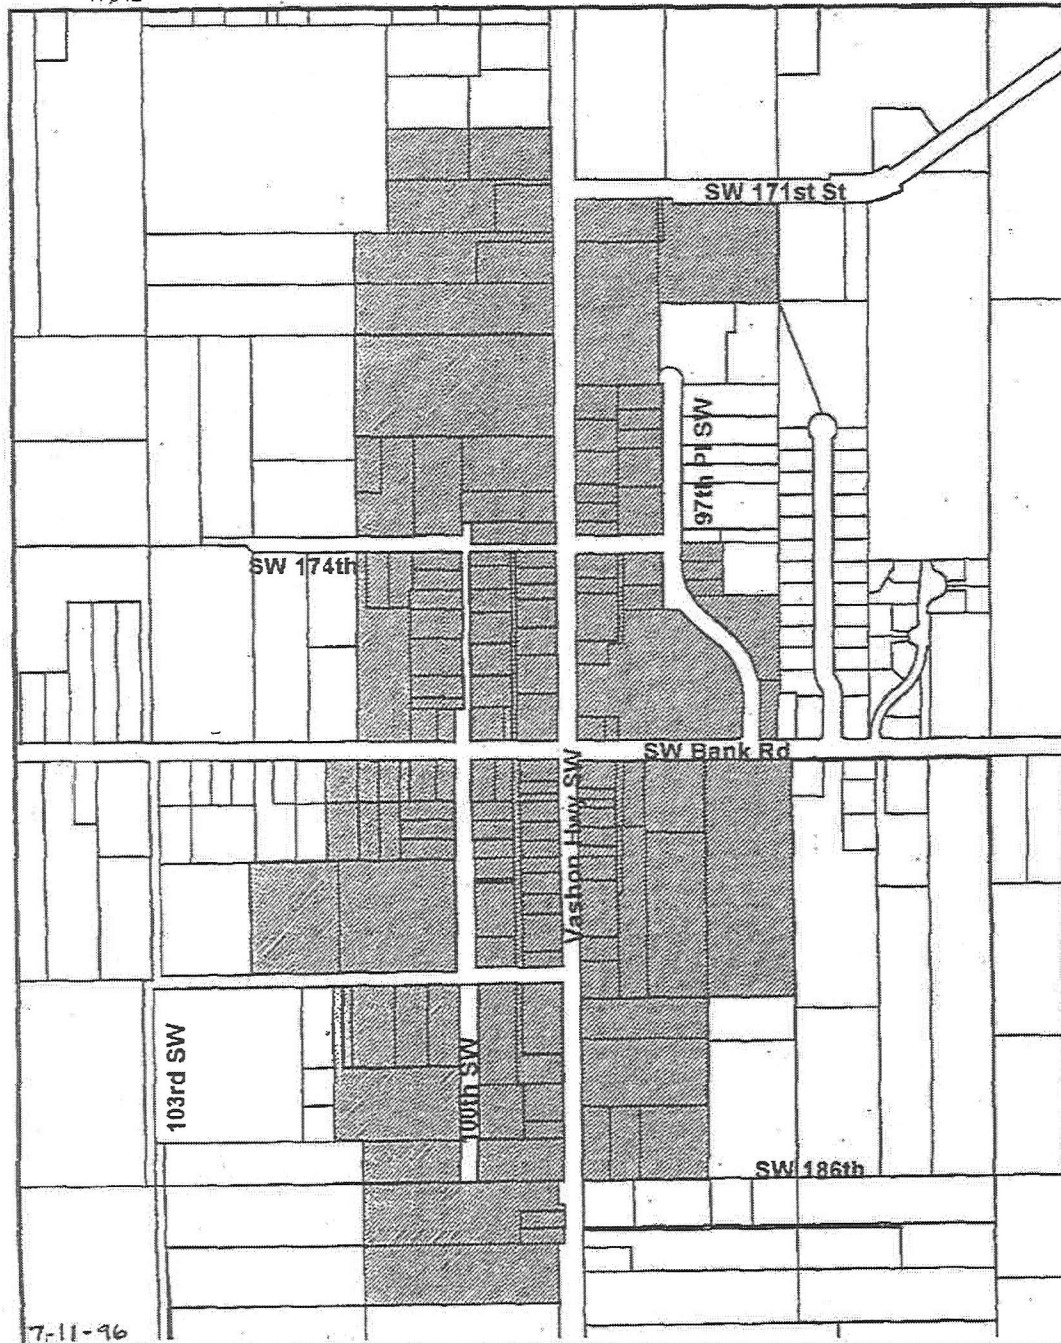 SW 171st St
97th Pl SW
SW 174th
SW Bank Rd
Vashon Hwy SW
103rd SW
100th SW
SW 186th
7-11-96